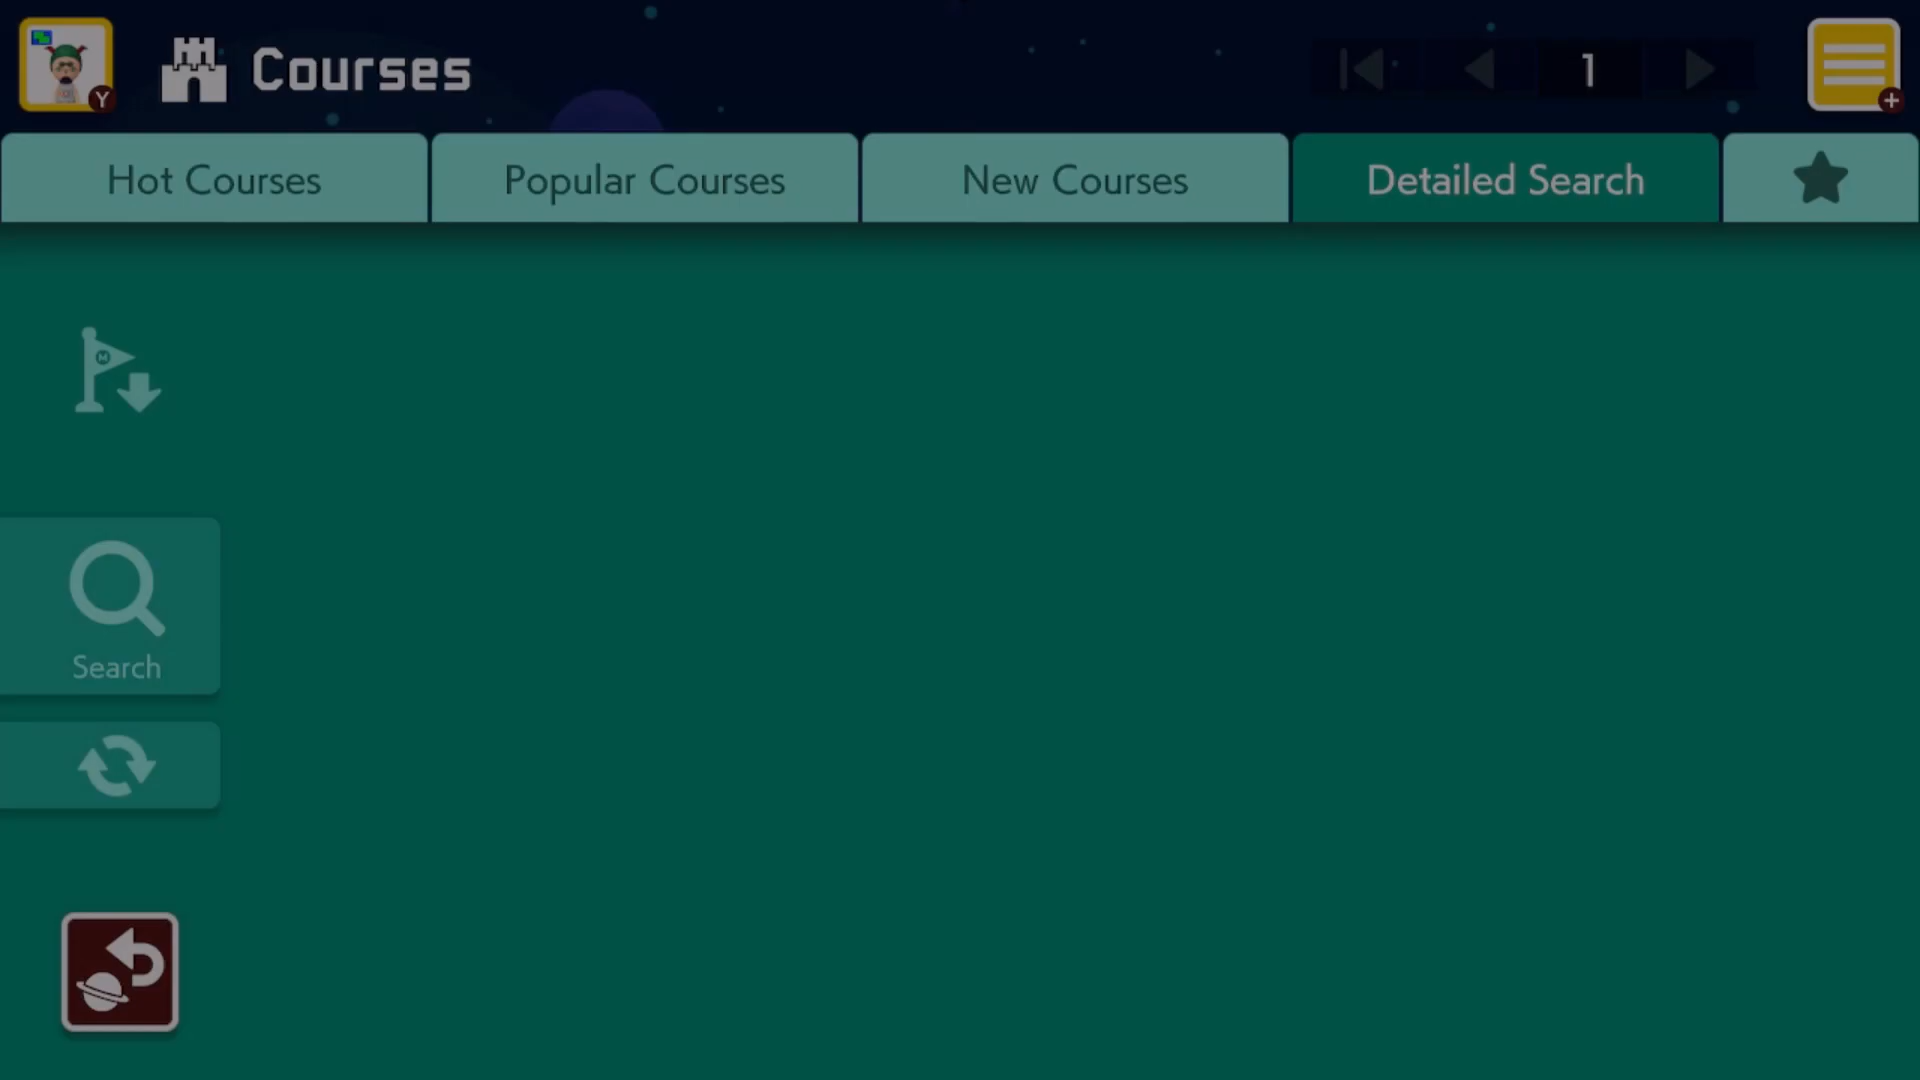 Y
Courses
1
+
Hot Courses
Popular Courses
New Courses
Detailed Search
M
Search